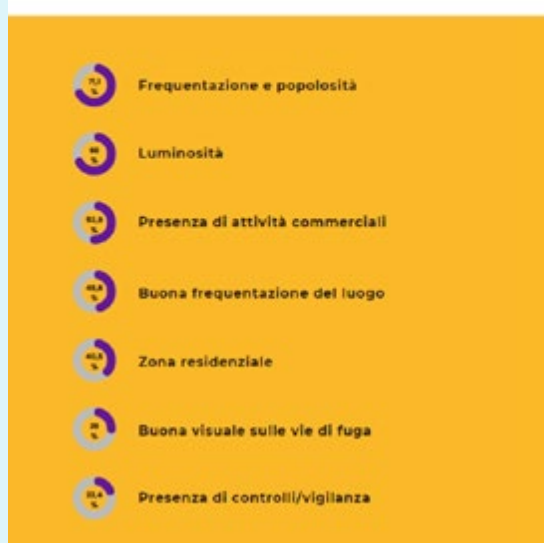 Frequentazione e popolosità
Luminosità
Presenza di attività commerciali
Buona frequentazione del luogo
Zona residenziale
Buona visuale sulle vie di fuga
Presenza di controlli/vigilanza